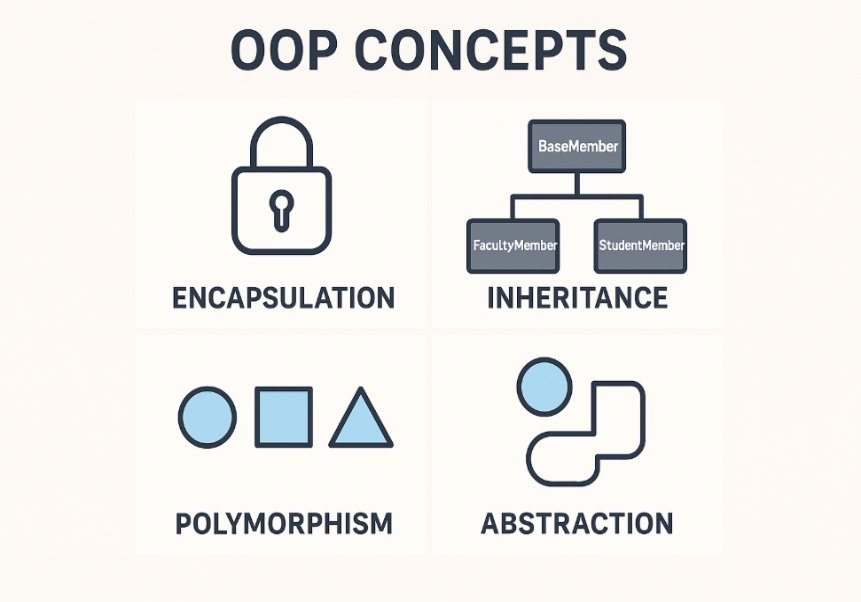 OOP CONCEPTS
ENCAPSULATION
BaseMember
FacultyMember
StudentMember
INHERITANCE
POLYMORPHISM
ABSTRACTION